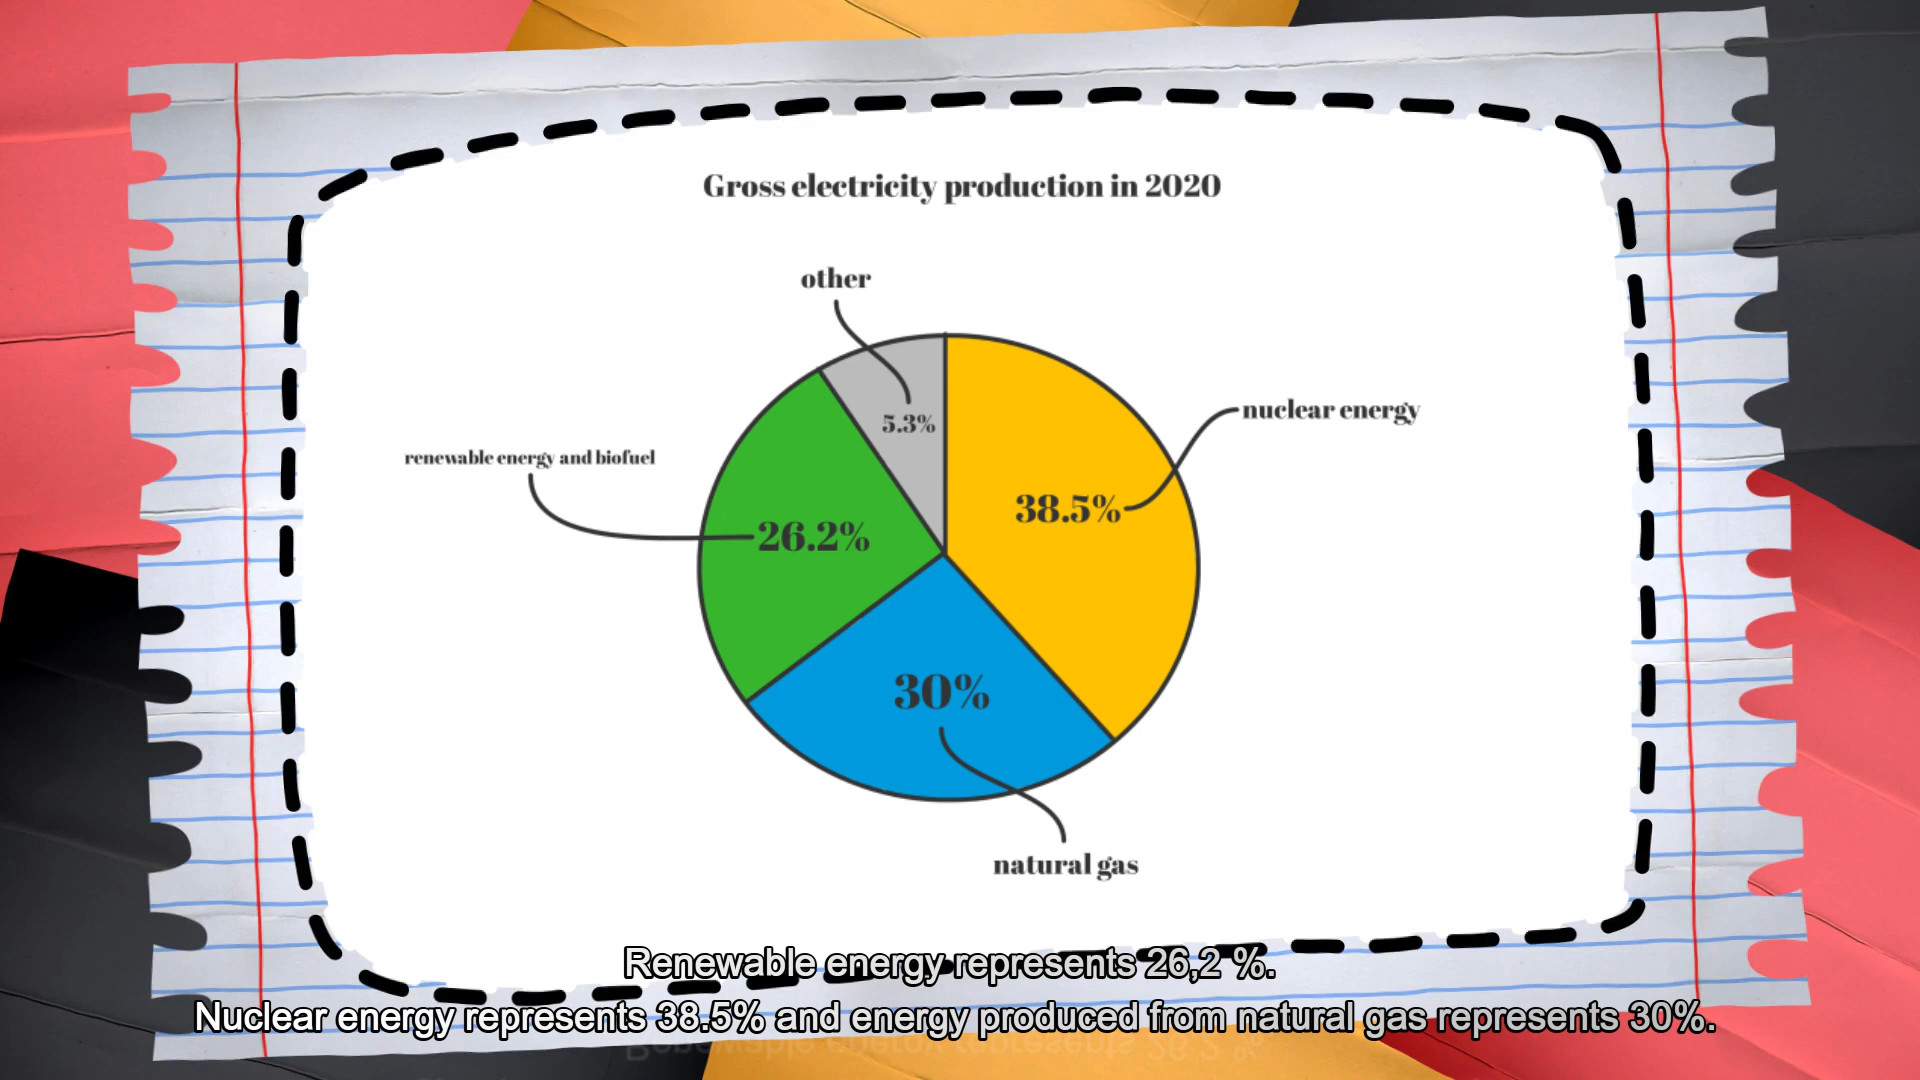 Gross electricity production in 2020
other
5.3%
nuclear energy
renewable energy and biofuel
38.5%
26.2%
30%
natural gas
Renewable energy represents 26,2 %.
Nuclear energy represents 38.5% and energy produced from natural gas represents 30%.